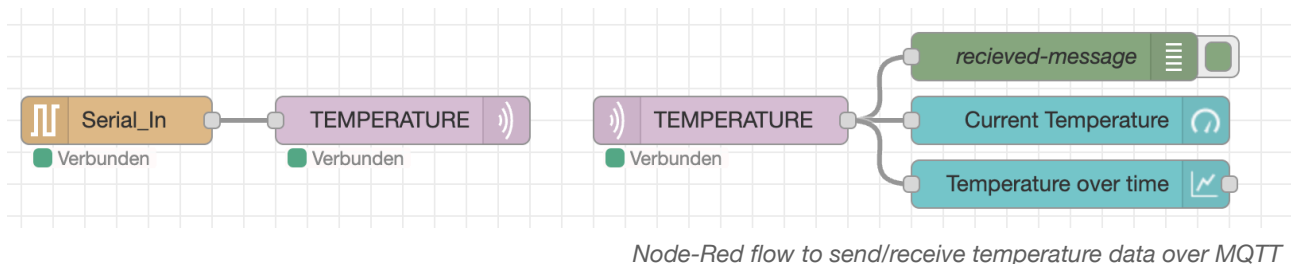 recieved-message
Serial_In
TEMPERATURE
TEMPERATURE
Current Temperature
Verbunden
Verbunden
Verbunden
Temperature over time
Node-Red flow to send/receive temperature data over MQTT